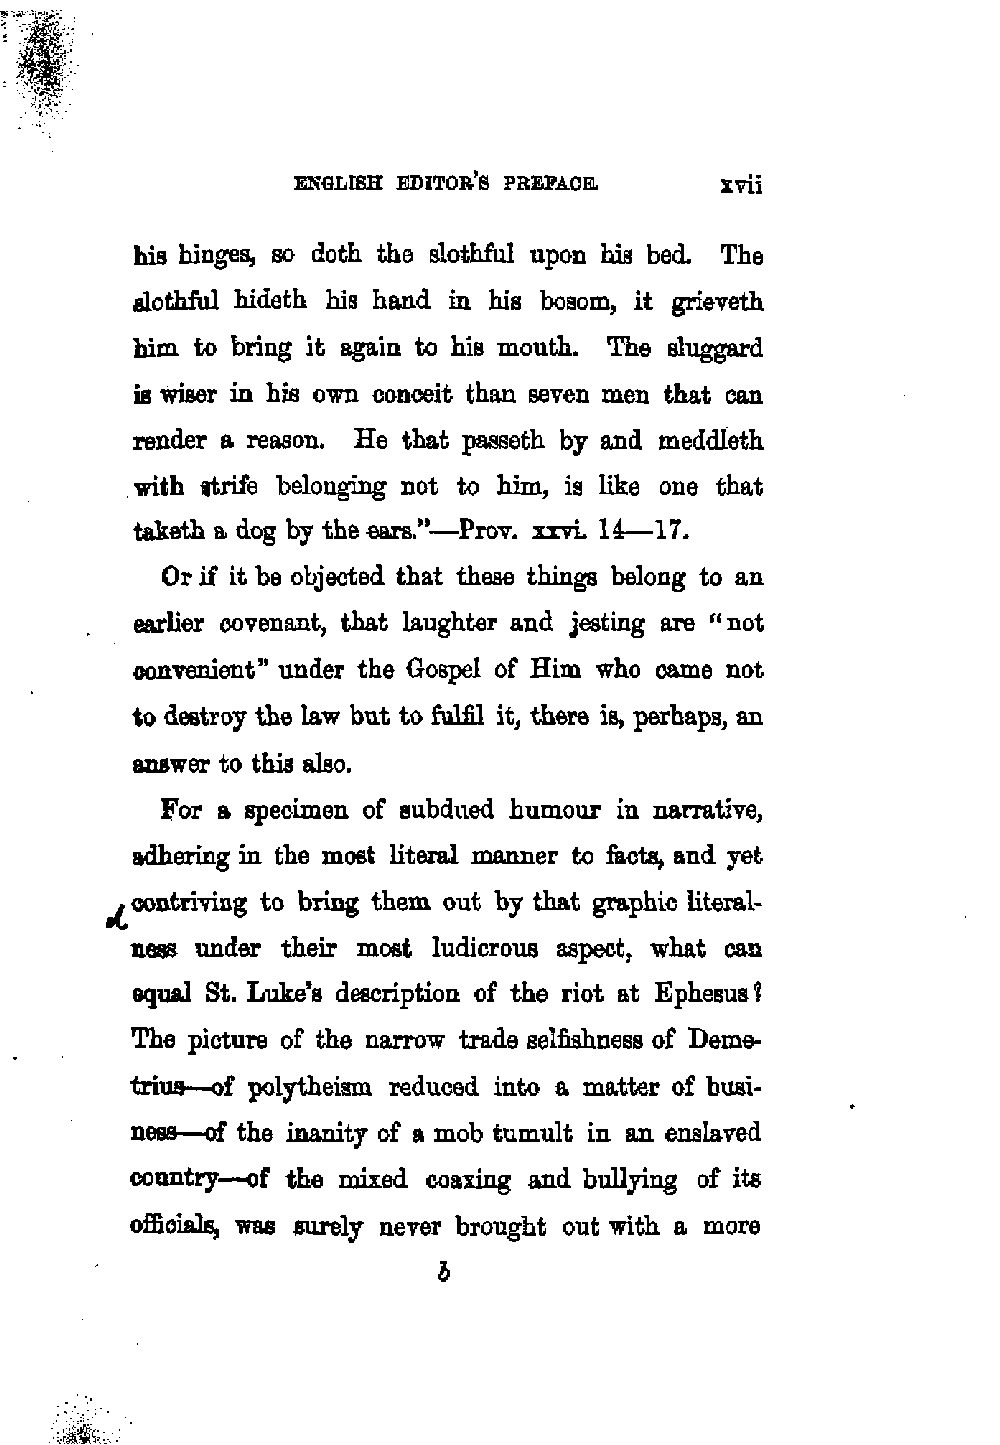 ENGLISH EDITOR'S PREFACE. xvii
his hinges, so doth the slothful upon his bed. The
slothful hideth his hand in his bosom, it grieveth
him to bring it again to his mouth. The sluggard
is wiser in his own conceit than seven men that can
render a reason. He that passeth by and meddleth
with strife belonging not to him, is like one that
taketh a dog by the ears."—Prov. xxvi. 14—17.
Or if it be objected that these things belong to an
earlier covenant, that laughter and jesting are "not
convenient" under the Gospel of Him who came not
to destroy the law but to fulfil it, there is, perhaps, an
answer to this also.
For a specimen of subdued humour in narrative,
adhering in the most literal manner to facts, and yet
contriving to bring them out by that graphic literal-
ness under their most ludicrous aspect, what can
equal St. Luke's description of the riot at Ephesus?
The picture of the narrow trade selfishness of Deme-
trius—of polytheism reduced into a matter of busi-
ness—of the inanity of a mob tumult in an enslaved
country—of the mixed coaxing and bullying of its
officials, was surely never brought out with a more
b